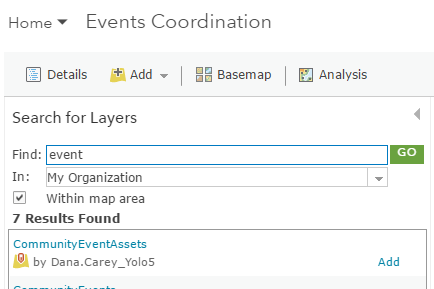 Home Events Coordination
Details Add Basemap Analysis
Search for Layers
Find: event GO
In: My Organization
Within map area
7 Results Found
CommunityEventAssets
by Dana.Carey_Yolo5 Add
CommunityEvents